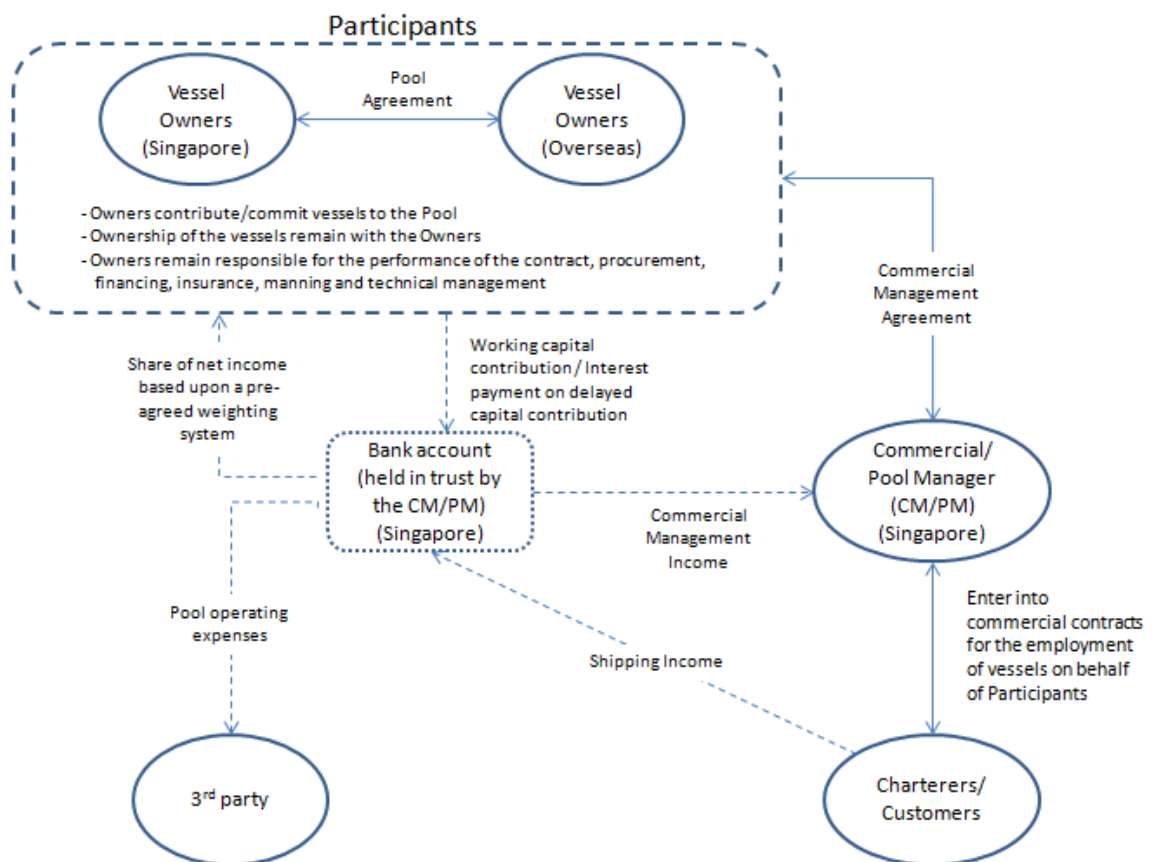 Participants
Vessel
Owners
(Singapore)
Pool
Agreement
Vessel
Owners
(Overseas)
- Owners contribute/commit vessels to the Pool
- Ownership of the vessels remain with the Owners
- Owners remain responsible for the performance of the contract, procurement,
financing, insurance, manning and technical management
Commercial
Management
Agreement
Share of net income
based upon a pre-
agreed weighting
system
Working capital
contribution / Interest
payment on delayed
capital contribution
Bank account
(held in trust by
the CM/PM)
(Singapore)
Commercial/
Pool Manager
(CM/PM)
(Singapore)
Commercial
Management
Income
Pool operating
expenses
Shipping Income
Enter into
commercial contracts
for the employment
of vessels on behalf
of Participants
3rd party
Charterers/
Customers